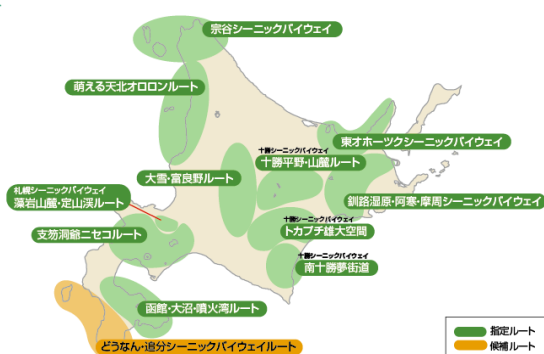 宗谷シーニックバイウェイ
萌える天北オロロンルート
東オホーツクシーニックバイウェイ
十勝シーニックバイウェイ
十勝平野・山麓ルート
大雪・富良野ルート
札幌シーニックバイウェイ
藻岩山麓・定山渓ルート
釧路湿原・阿寒・摩周シーニックバイウェイ
十勝シーニックバイウェイ
トカプチ雄大空間
支笏洞爺ニセコルート
十勝シーニックバイウェイ
南十勝夢街道
函館・大沼・噴火湾ルート
どうなん・追分シーニックバイウェイルート
指定ルート
候補ルート